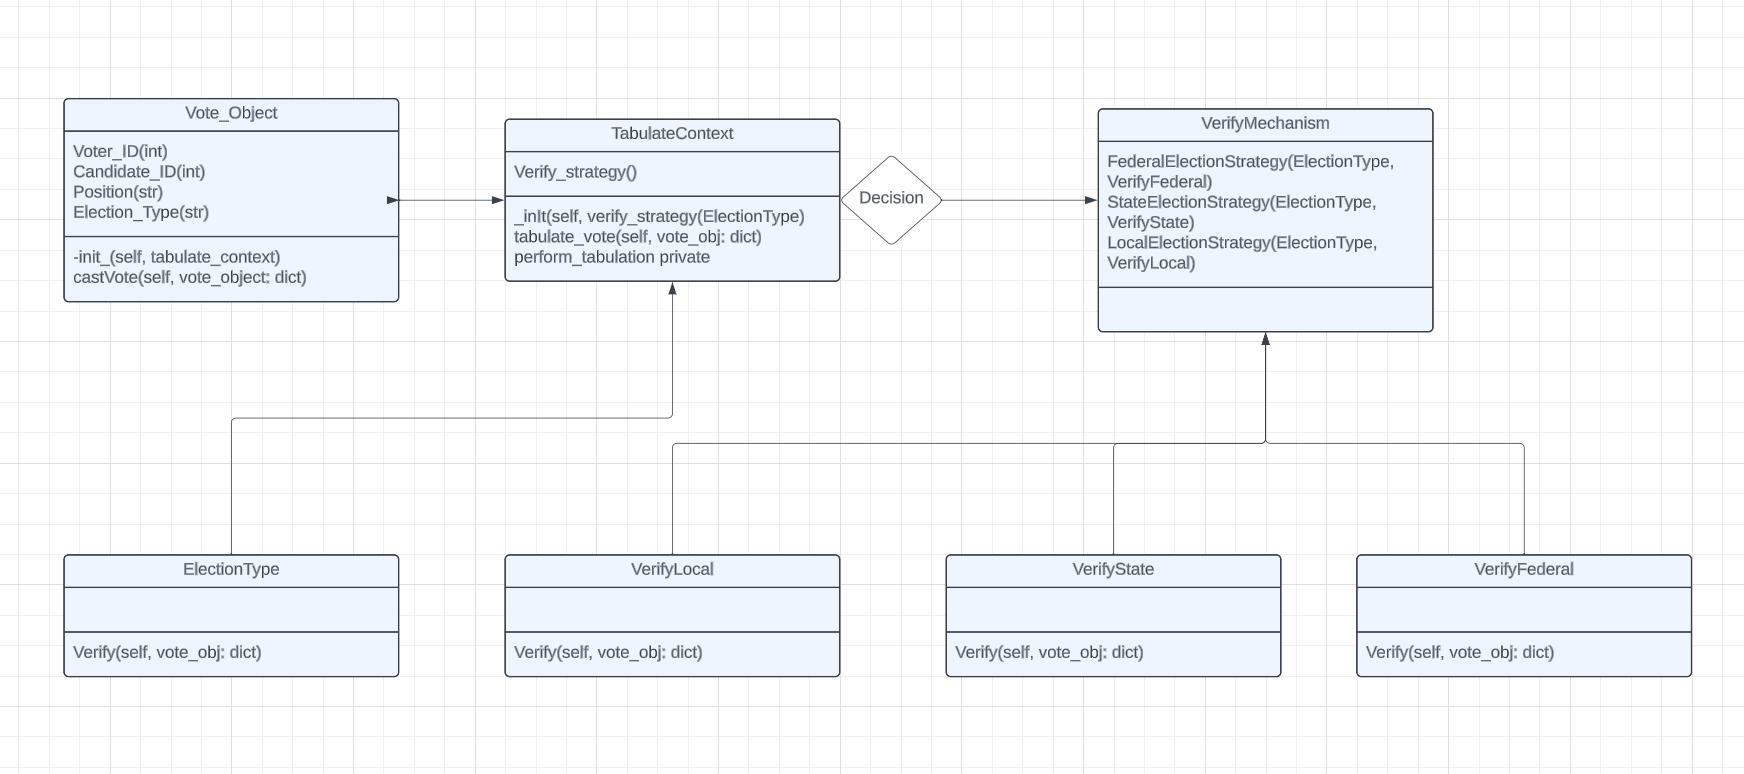 Vote_Object
Voter_ID(int)
Candidate_ID(int)
Position(str)
Election_Type(str)
-init_(self, tabulate_context)
castVote(self, vote_object: dict)
TabulateContext
Verify_strategy()
_inIt(self, verify_strategy(ElectionType)
tabulate_vote(self, vote_obj: dict)
perform_tabulation private
Decision
VerifyMechanism
FederalElectionStrategy(ElectionType,
VerifyFederal)
StateElectionStrategy(ElectionType,
VerifyState)
LocalElectionStrategy(ElectionType,
VerifyLocal)
ElectionType
Verify(self, vote_obj: dict)
VerifyLocal
Verify(self, vote_obj: dict)
VerifyState
Verify(self, vote_obj: dict)
VerifyFederal
Verify(self, vote_obj: dict)